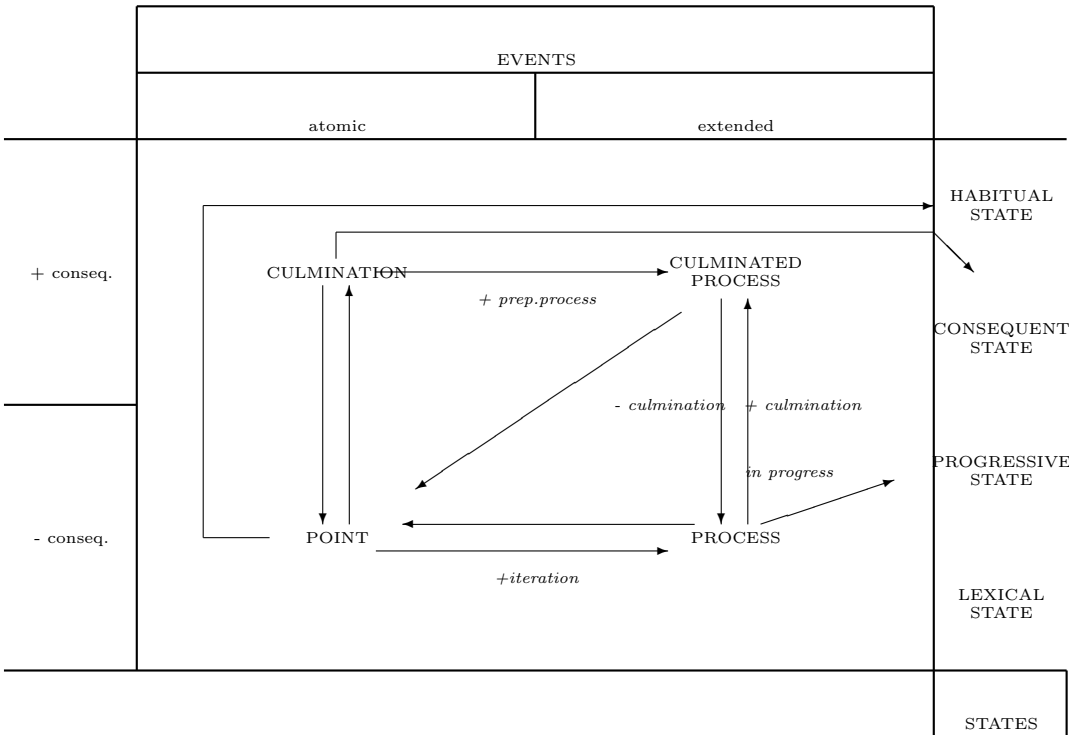 EVENTS
atomic
extended
HABITUAL
STATE
+ conseq.
CULMINATION
CULMINATED
PROCESS
+ prep.process
CONSEQUENT
STATE
- culmination
+ culmination
in progress
PROGRESSIVE
STATE
- conseq.
POINT
PROCESS
+iteration
LEXICAL
STATE
STATES